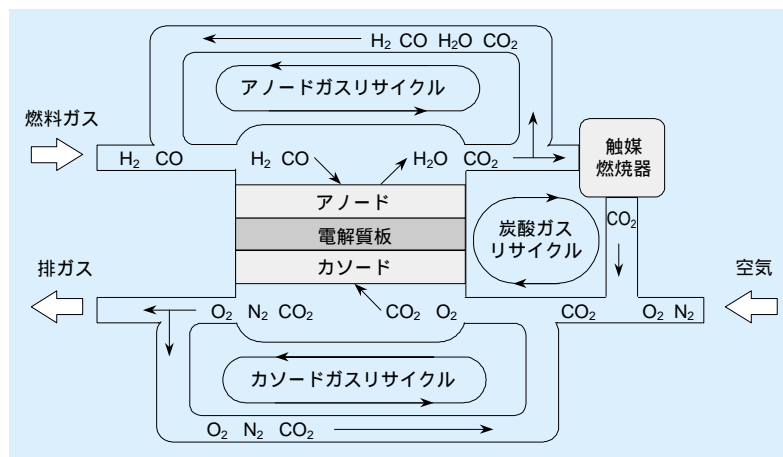 H₂ CO H₂O CO₂
アノードガスリサイクル
燃料ガス
H₂ CO
H₂ CO
H₂O CO₂
触媒
燃焼器
アノード
電解質板
カソード
炭酸ガス
リサイクル
CO₂
排ガス
空気
O₂ N₂ CO₂
CO₂ O₂
CO₂
O₂ N₂
カソードガスリサイクル
O₂ N₂ CO₂